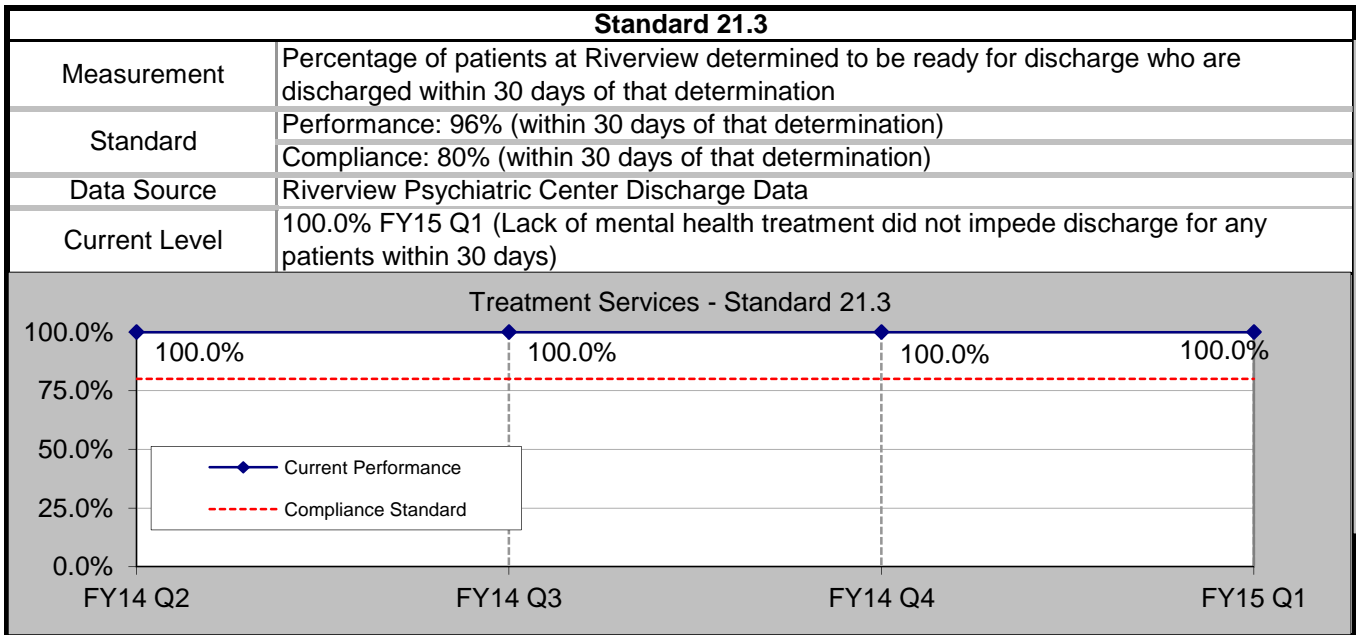 Standard 21.3
Measurement
Percentage of patients at Riverview determined to be ready for discharge who are
discharged within 30 days of that determination
Standard
Performance: 96% (within 30 days of that determination)
Compliance: 80% (within 30 days of that determination)
Data Source
Riverview Psychiatric Center Discharge Data
Current Level
100.0% FY15 Q1 (Lack of mental health treatment did not impede discharge for any
patients within 30 days)
Treatment Services - Standard 21.3
100.0%
75.0%
50.0%
25.0%
0.0%
100.0%
100.0%
100.0%
100.0%
Current Performance
Compliance Standard
FY14 Q2
FY14 Q3
FY14 Q4
FY15 Q1